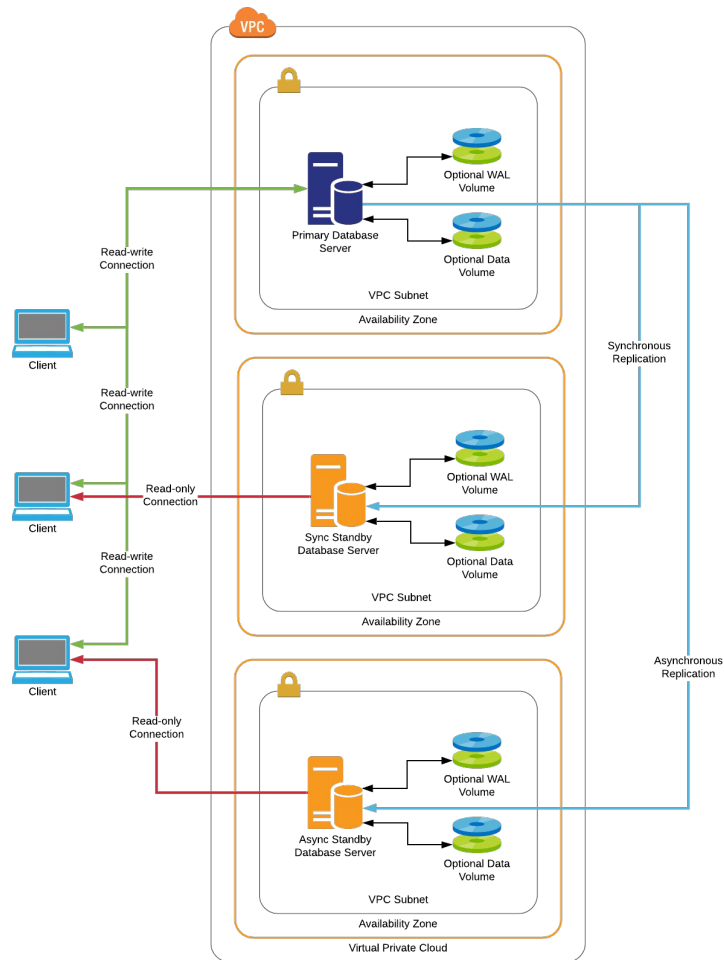 VPC
Optional WAL
Volume
Primary Database
Server
Optional Data
Volume
VPC Subnet
Availability Zone
Read-write
Connection
Client
Synchronous
Replication
Read-write
Connection
Optional WAL
Volume
Read-only
Connection
Client
Sync Standby
Database Server
Optional Data
Volume
VPC Subnet
Availability Zone
Read-write
Connection
Client
Asynchronous
Replication
Read-only
Connection
Optional WAL
Volume
Async Standby
Database Server
Optional Data
Volume
VPC Subnet
Availability Zone
Virtual Private Cloud